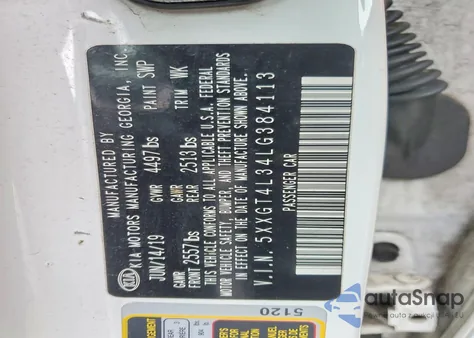 MANUFACTURED BY
KIA MOTORS MANUFACTURING GEORGIA, INC.
JUN/14/19 GVWR 4497lbs PAINT SWP
GAWR FRONT 2557lbs GAWR REAR 2513lbs TRIM WK
THIS VEHICLE CONFORMS TO ALL APPLICABLE U.S.A. FEDERAL
MOTOR VEHICLE SAFETY, BUMPER, AND THEFT PREVENTION STANDARDS
IN EFFECT ON THE DATE OF MANUFACTURE SHOWN ABOVE.
V.I.N. 5XXGT4L34LG384113
PASSENGER CAR
KIA
5120
autoSnap